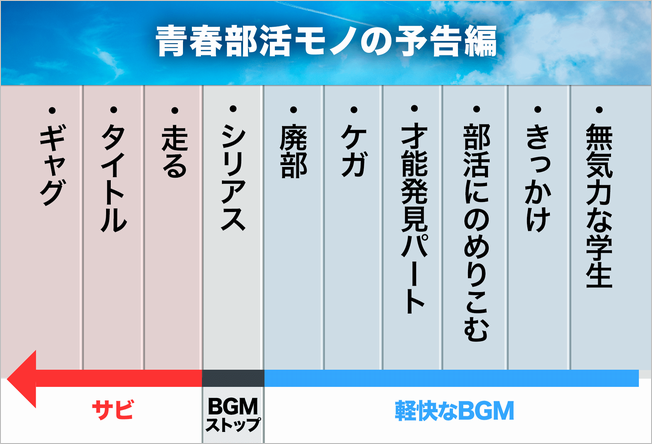 青春部活モノの予告編
・無気力な学生
・きっかけ
・部活にのめりこむ
・才能発見パート
・ケガ
・廃部
・シリアス
・走る
・タイトル
・ギャグ
軽快なBGM
BGM
ストップ
サビ